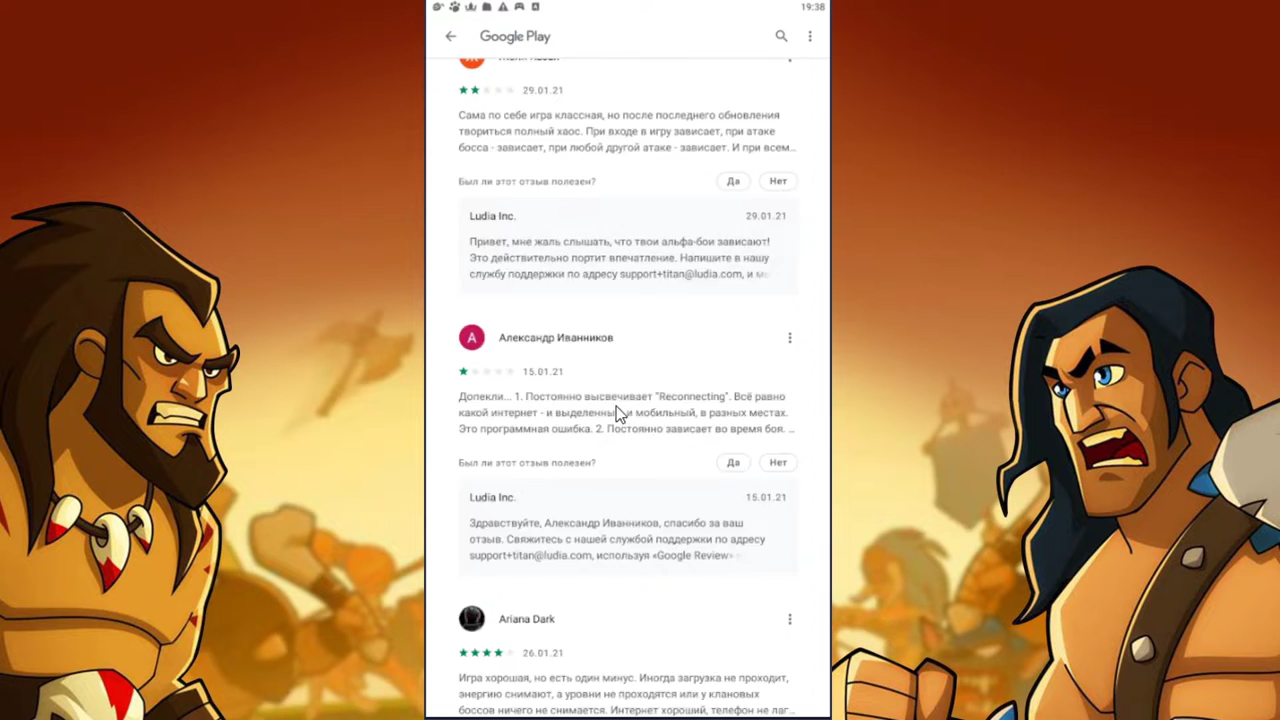 19:38
Google Play
29.01.21
Сама по себе игра классная, но после последнего обновления
твориться полный хаос. При входе в игру зависает, при атаке
босса - зависает, при любой другой атаке - зависает. И при всем...
Был ли этот отзыв полезен?
Да
Нет
Ludia Inc.
29.01.21
Привет, мне жаль слышать, что твои альфа-бои зависают!
Это действительно портит впечатление. Напишите в нашу
службу поддержки по адресу support+titan@ludia.com, и
А
Александр Иванников
15.01.21
Допекли... 1. Постоянно высвечивает "Reconnecting". Всё равно
какой интернет - и выделенный и мобильный, в разных местах.
Это программная ошибка. 2. Постоянно зависает во время боя. ...
Был ли этот отзыв полезен?
Да
Нет
Ludia Inc.
15.01.21
Здравствуйте, Александр Иванников, спасибо за ваш
отзыв. Свяжитесь с нашей службой поддержки по адресу
support+titan@ludia.com, используя «Google Review»
Ariana Dark
26.01.21
Игра хорошая, но есть один минус. Иногда загрузка не проходит,
энергию снимают, а уровни не проходятся или у клановых
боссов ничего не снимается. Интернет хороший, телефон не лаг...